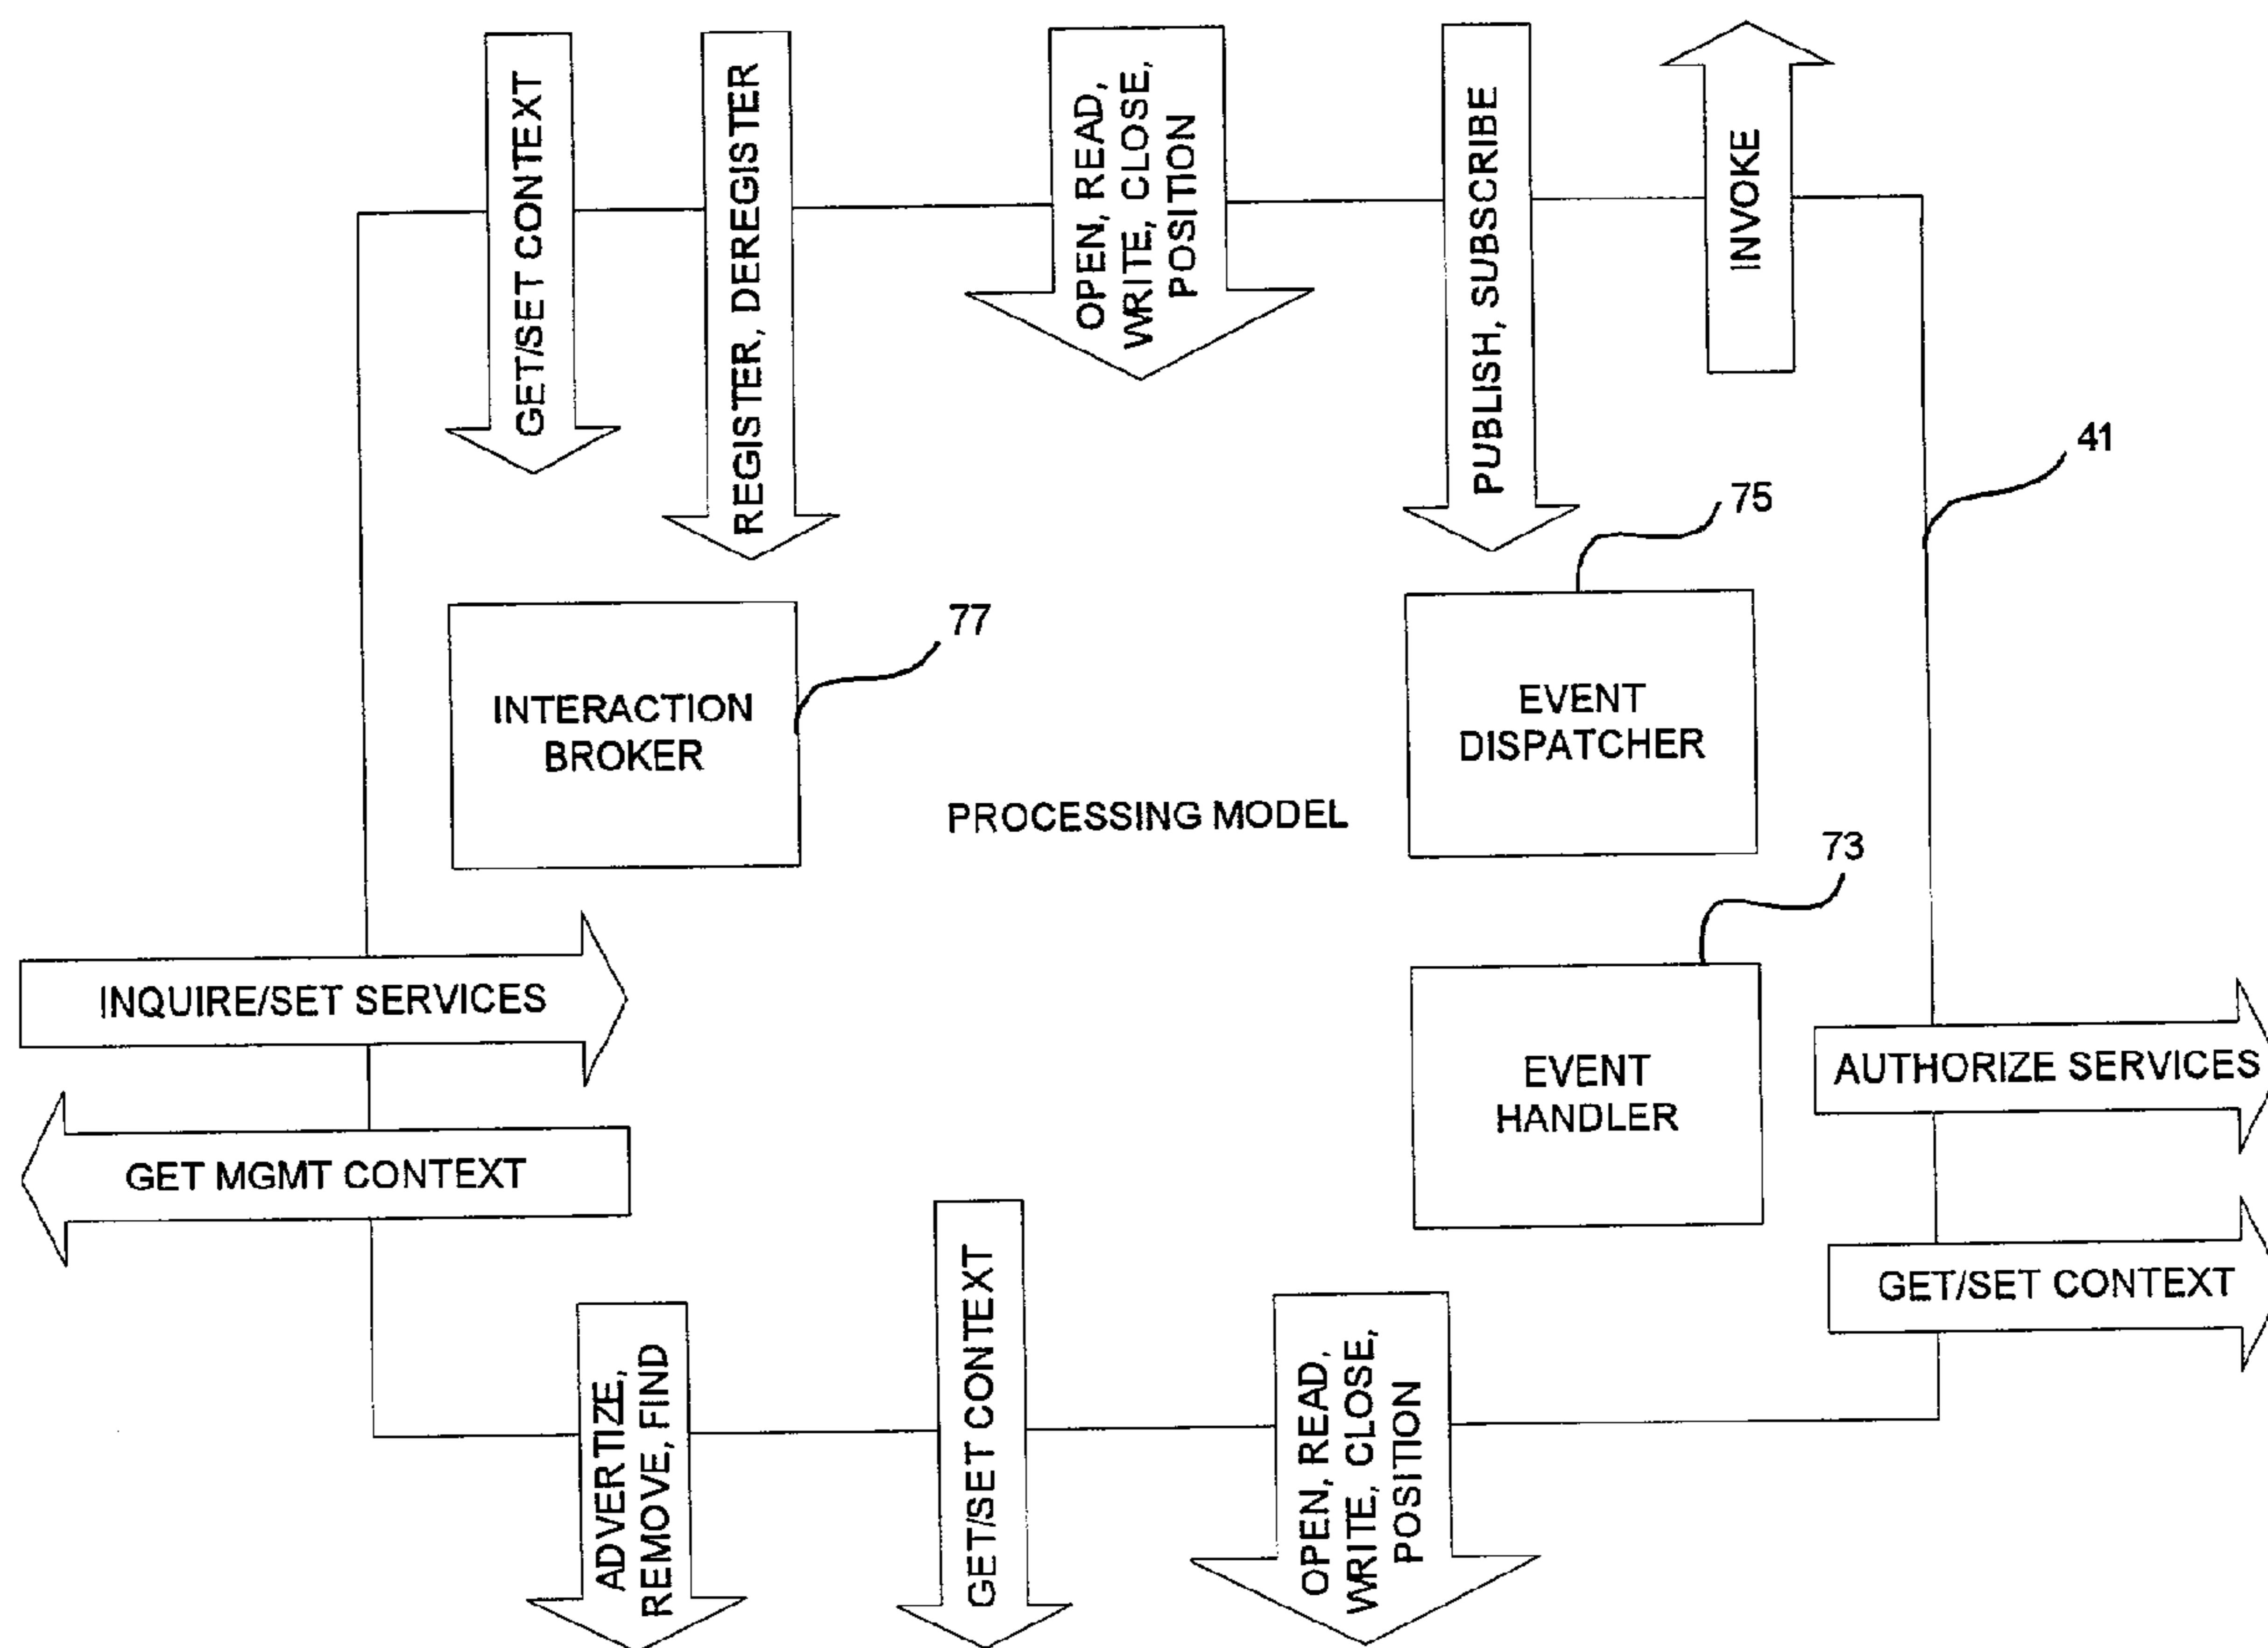 GET/SET CONTEXT
REGISTER, DEREGISTER
OPEN, READ,
WRITE, CLOSE,
POSITION
PUBLISH, SUBSCRIBE
INVOKE
41
75
77
INTERACTION
BROKER
EVENT
DISPATCHER
PROCESSING MODEL
73
INQUIRE/SET SERVICES
EVENT
HANDLER
AUTHORIZE SERVICES
GET MGMT CONTEXT
GET/SET CONTEXT
ADVERTIZE,
REMOVE, FIND
GET/SET CONTEXT
OPEN, READ,
WRITE, CLOSE,
POSITION